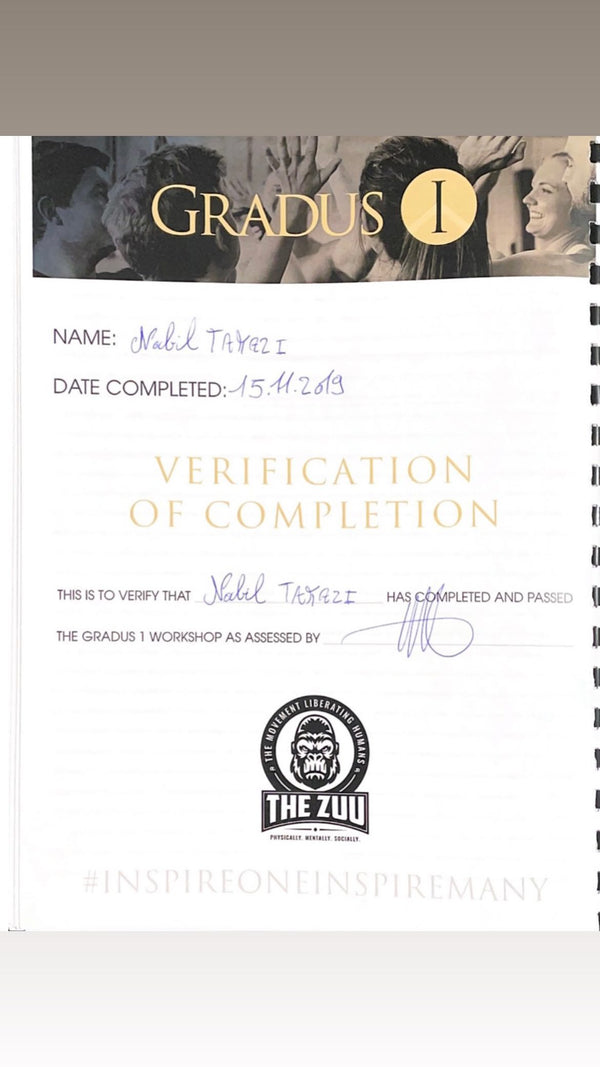 GRADUS I
NAME: Nabil
DATE COMPLETED: 15.11.2019
VERIFICATION
OF COMPLETION
THIS IS TO VERIFY THAT Nabil HAS COMPLETED AND PASSED
THE GRADUS 1 WORKSHOP AS ASSESSED BY
THE MOVEMENT LIBERATING HUMANS
THE ZUU
PHYSICALLY. MENTALLY. SOCIALLY.
#INSPIREONEINSPIREMANY